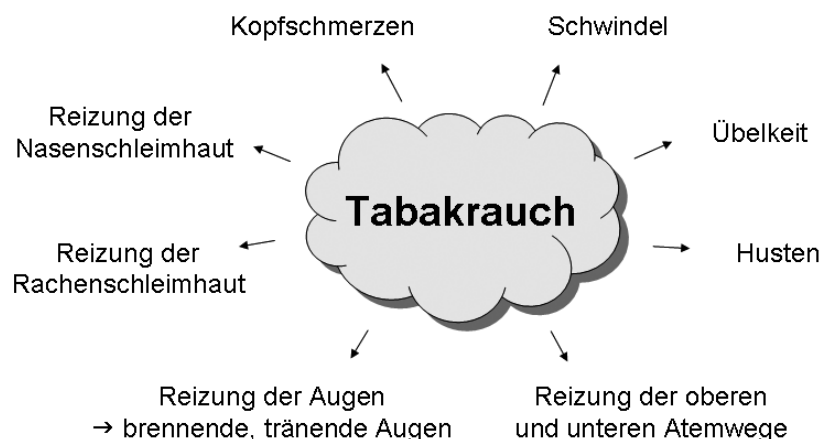 Kopfschmerzen
Schwindel
Reizung der
Nasenschleimhaut
Übelkeit
Tabakrauch
Reizung der
Rachenschleimhaut
Husten
Reizung der Augen
→ brennende, tränende Augen
Reizung der oberen
und unteren Atemwege